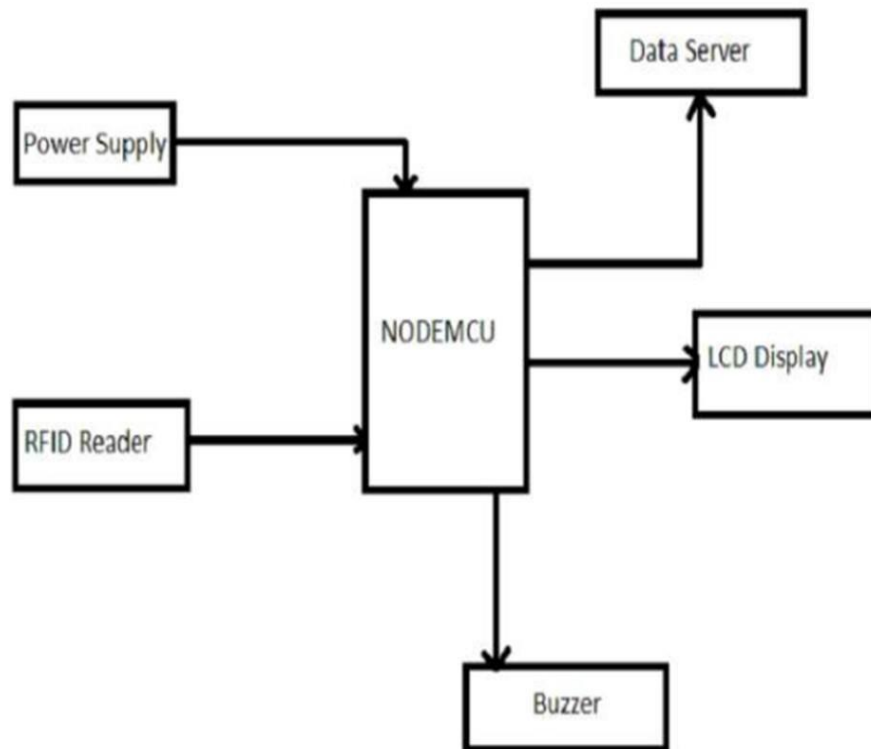 Data Server
Power Supply
NODEMCU
LCD Display
RFID Reader
Buzzer